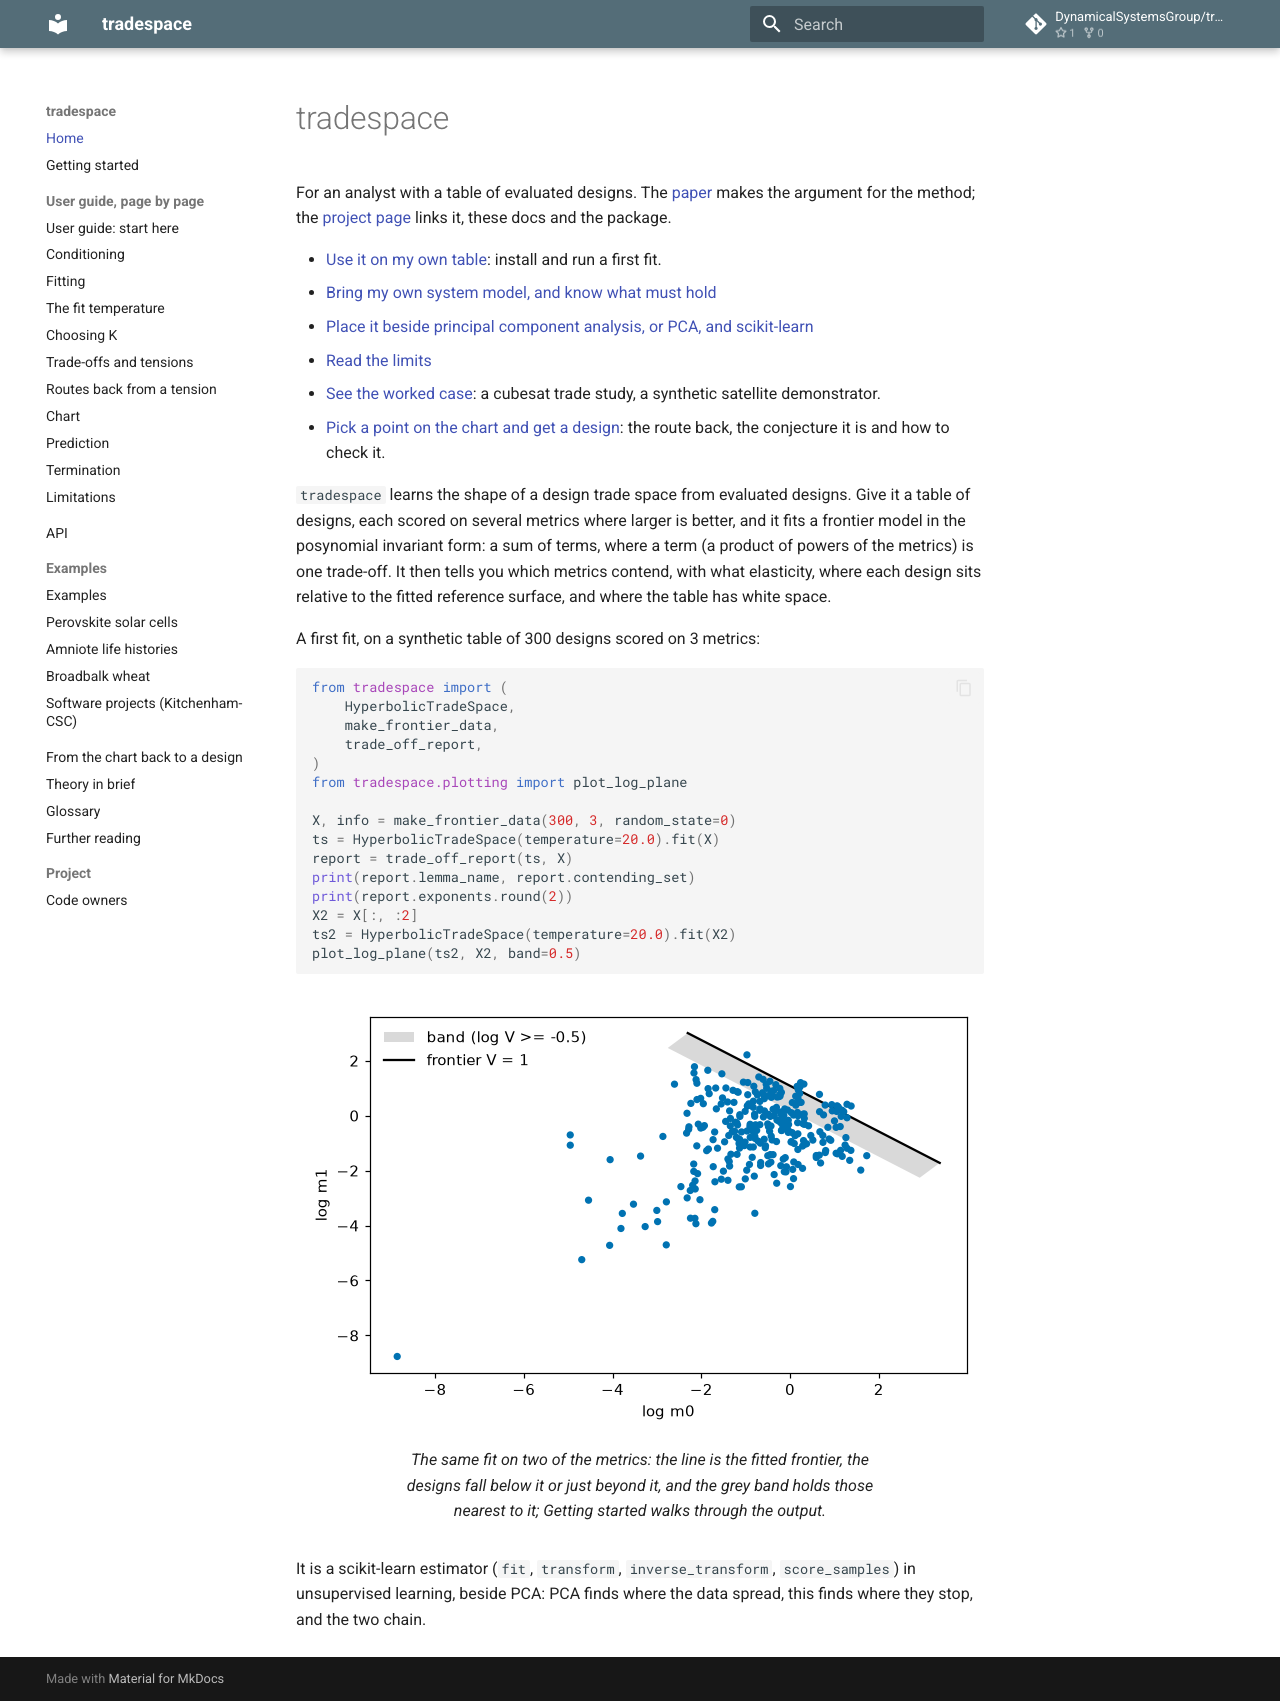 tradespace
Search
DynamicalSystemsGroup/tr…
1 0
tradespace
Home
Getting started
User guide, page by page
User guide: start here
Conditioning
Fitting
The fit temperature
Choosing K
Trade-offs and tensions
Routes back from a tension
Chart
Prediction
Termination
Limitations
API
Examples
Examples
Perovskite solar cells
Amniote life histories
Broadbalk wheat
Software projects (Kitchenham-
CSC)
From the chart back to a design
Theory in brief
Glossary
Further reading
Project
Code owners
tradespace
For an analyst with a table of evaluated designs. The paper makes the argument for the method;
the project page links it, these docs and the package.
• Use it on my own table: install and run a first fit.
• Bring my own system model, and know what must hold
• Place it beside principal component analysis, or PCA, and scikit-learn
• Read the limits
• See the worked case: a cubesat trade study, a synthetic satellite demonstrator.
• Pick a point on the chart and get a design: the route back, the conjecture it is and how to
check it.
tradespace learns the shape of a design trade space from evaluated designs. Give it a table of
designs, each scored on several metrics where larger is better, and it fits a frontier model in the
posynomial invariant form: a sum of terms, where a term (a product of powers of the metrics) is
one trade-off. It then tells you which metrics contend, with what elasticity, where each design sits
relative to the fitted reference surface, and where the table has white space.
A first fit, on a synthetic table of 300 designs scored on 3 metrics:
from tradespace import (
    HyperbolicTradeSpace,
    make_frontier_data,
    trade_off_report,
)
from tradespace.plotting import plot_log_plane
X, info = make_frontier_data(300, 3, random_state=0)
ts = HyperbolicTradeSpace(temperature=20.0).fit(X)
report = trade_off_report(ts, X)
print(report.lemma_name, report.contending_set)
print(report.exponents.round(2))
X2 = X[:, :2]
ts2 = HyperbolicTradeSpace(temperature=20.0).fit(X2)
plot_log_plane(ts2, X2, band=0.5)
band (log V >= -0.5)
frontier V = 1
2
0
−2
−4
−6
−8
log m1
−8 −6 −4 −2 0 2
log m0
The same fit on two of the metrics: the line is the fitted frontier, the
designs fall below it or just beyond it, and the grey band holds those
nearest to it; Getting started walks through the output.
It is a scikit-learn estimator (fit, transform, inverse_transform, score_samples) in
unsupervised learning, beside PCA: PCA finds where the data spread, this finds where they stop,
and the two chain.
Made with Material for MkDocs